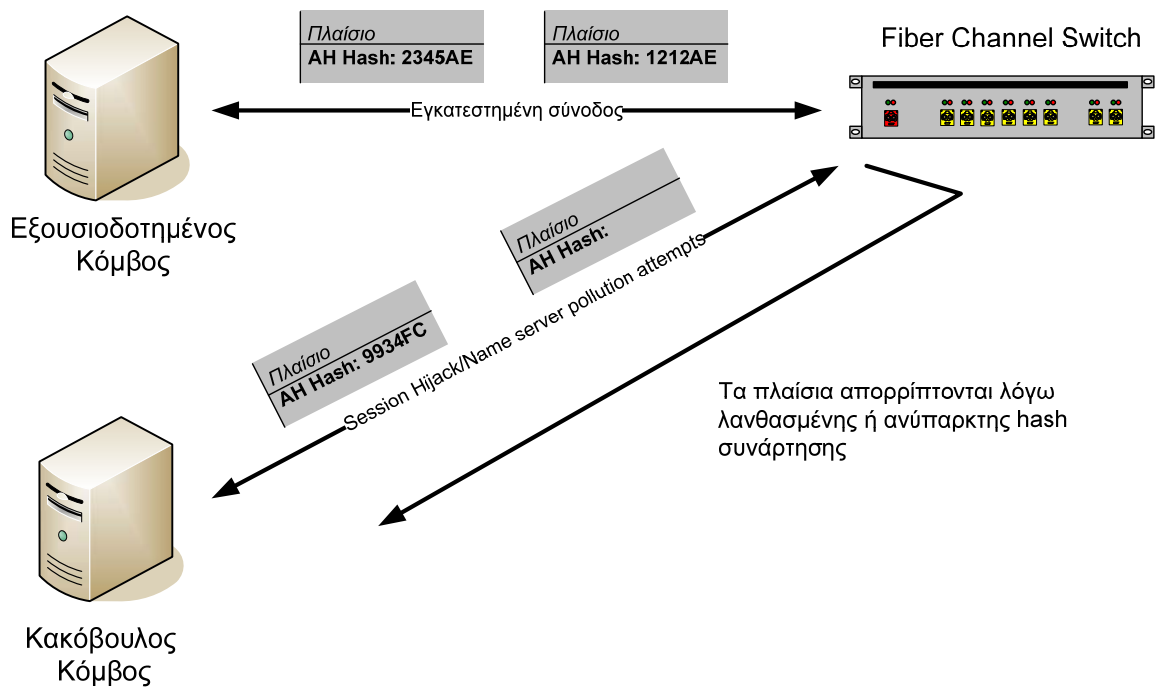 Πλαίσιο
AH Hash: 2345AE
Πλαίσιο
AH Hash: 1212AE
Fiber Channel Switch
Εγκατεστημένη σύνοδος
Εξουσιοδοτημένος
Κόμβος
Πλαίσιο
AH Hash:
Πλαίσιο
AH Hash: 9934FC
Session Hijack/Name server pollution attempts
Τα πλαίσια απορρίπτονται λόγω
λανθασμένης ή ανύπαρκτης hash
συνάρτησης
Κακόβουλος
Κόμβος